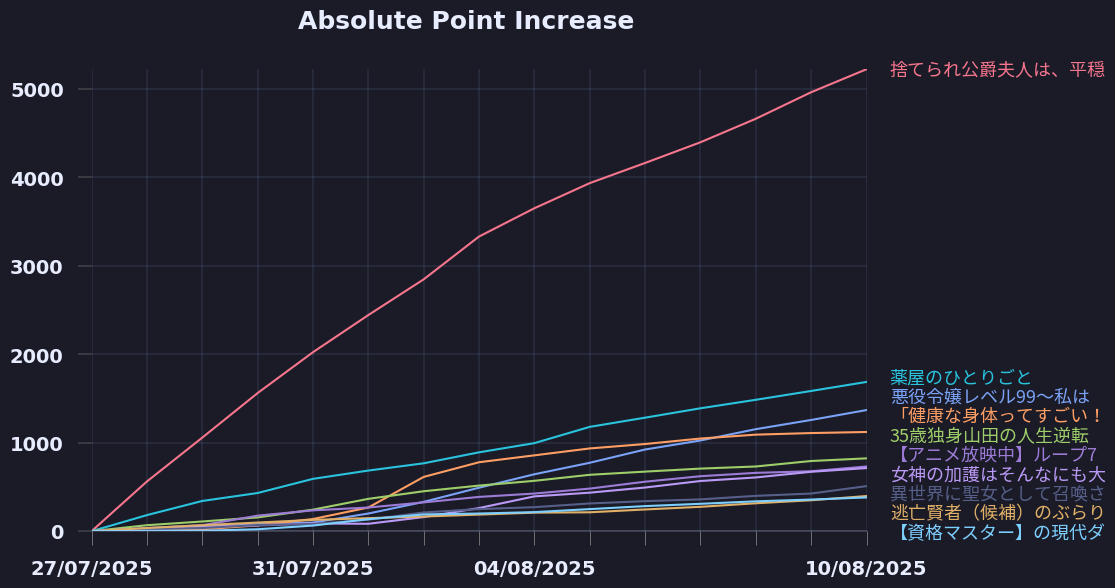 Absolute Point Increase
5000
4000
3000
2000
1000
0
27/07/2025
31/07/2025
04/08/2025
10/08/2025
捨てられ公爵夫人は、平穏
薬屋のひとりごと
悪役令嬢レベル99～私は
「健康な身体ってすごい！
35歳独身山田の人生逆転
【アニメ放映中】ループ7
女神の加護はそんなにも大
異世界に聖女として召喚さ
逃亡賢者（候補）のぶらり
【資格マスター】の現代ダ